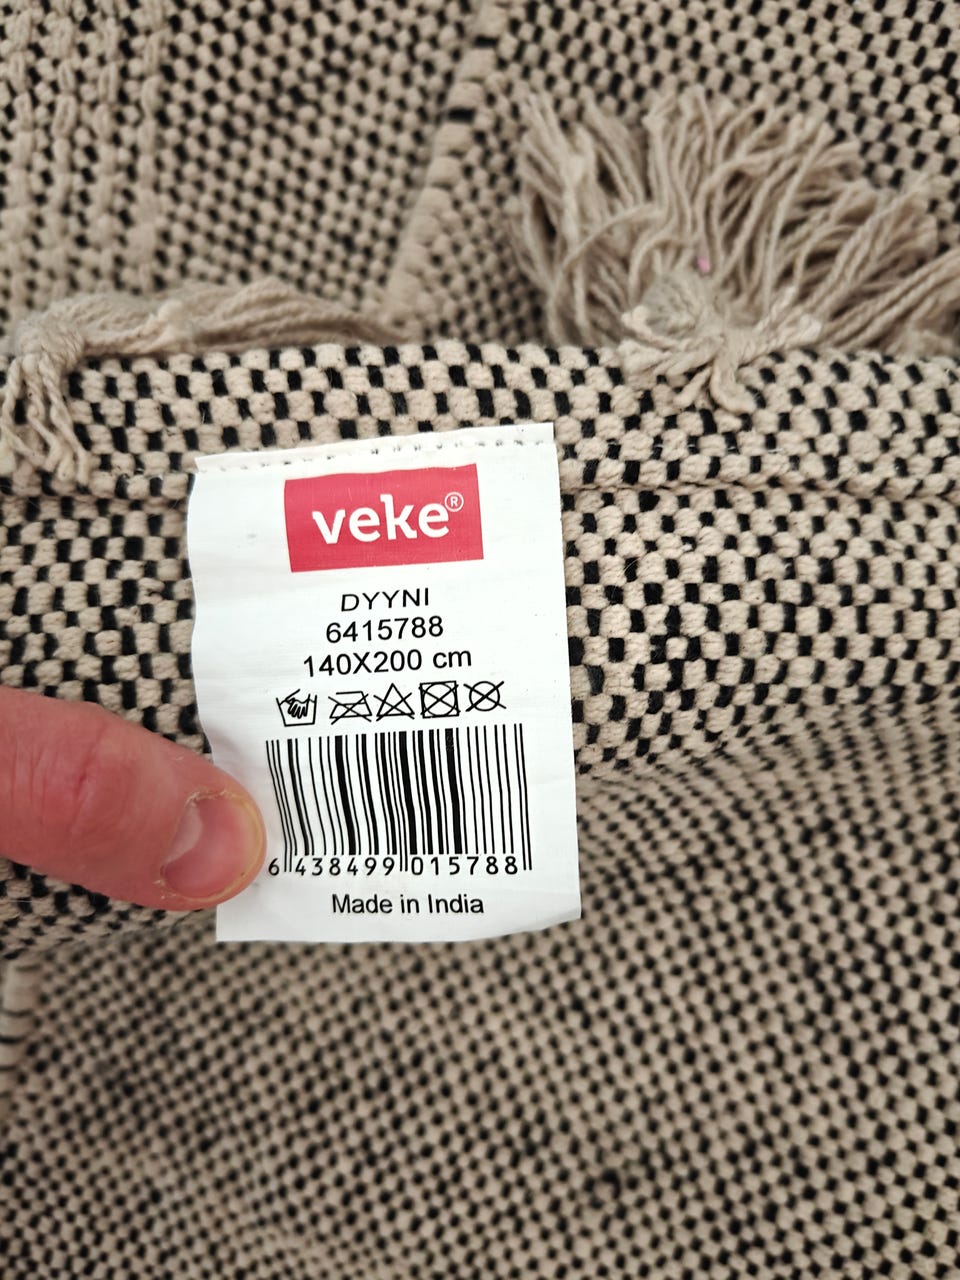 veke®
DYYNI
6415788
140X200 cm
6 438499 015788
Made in India